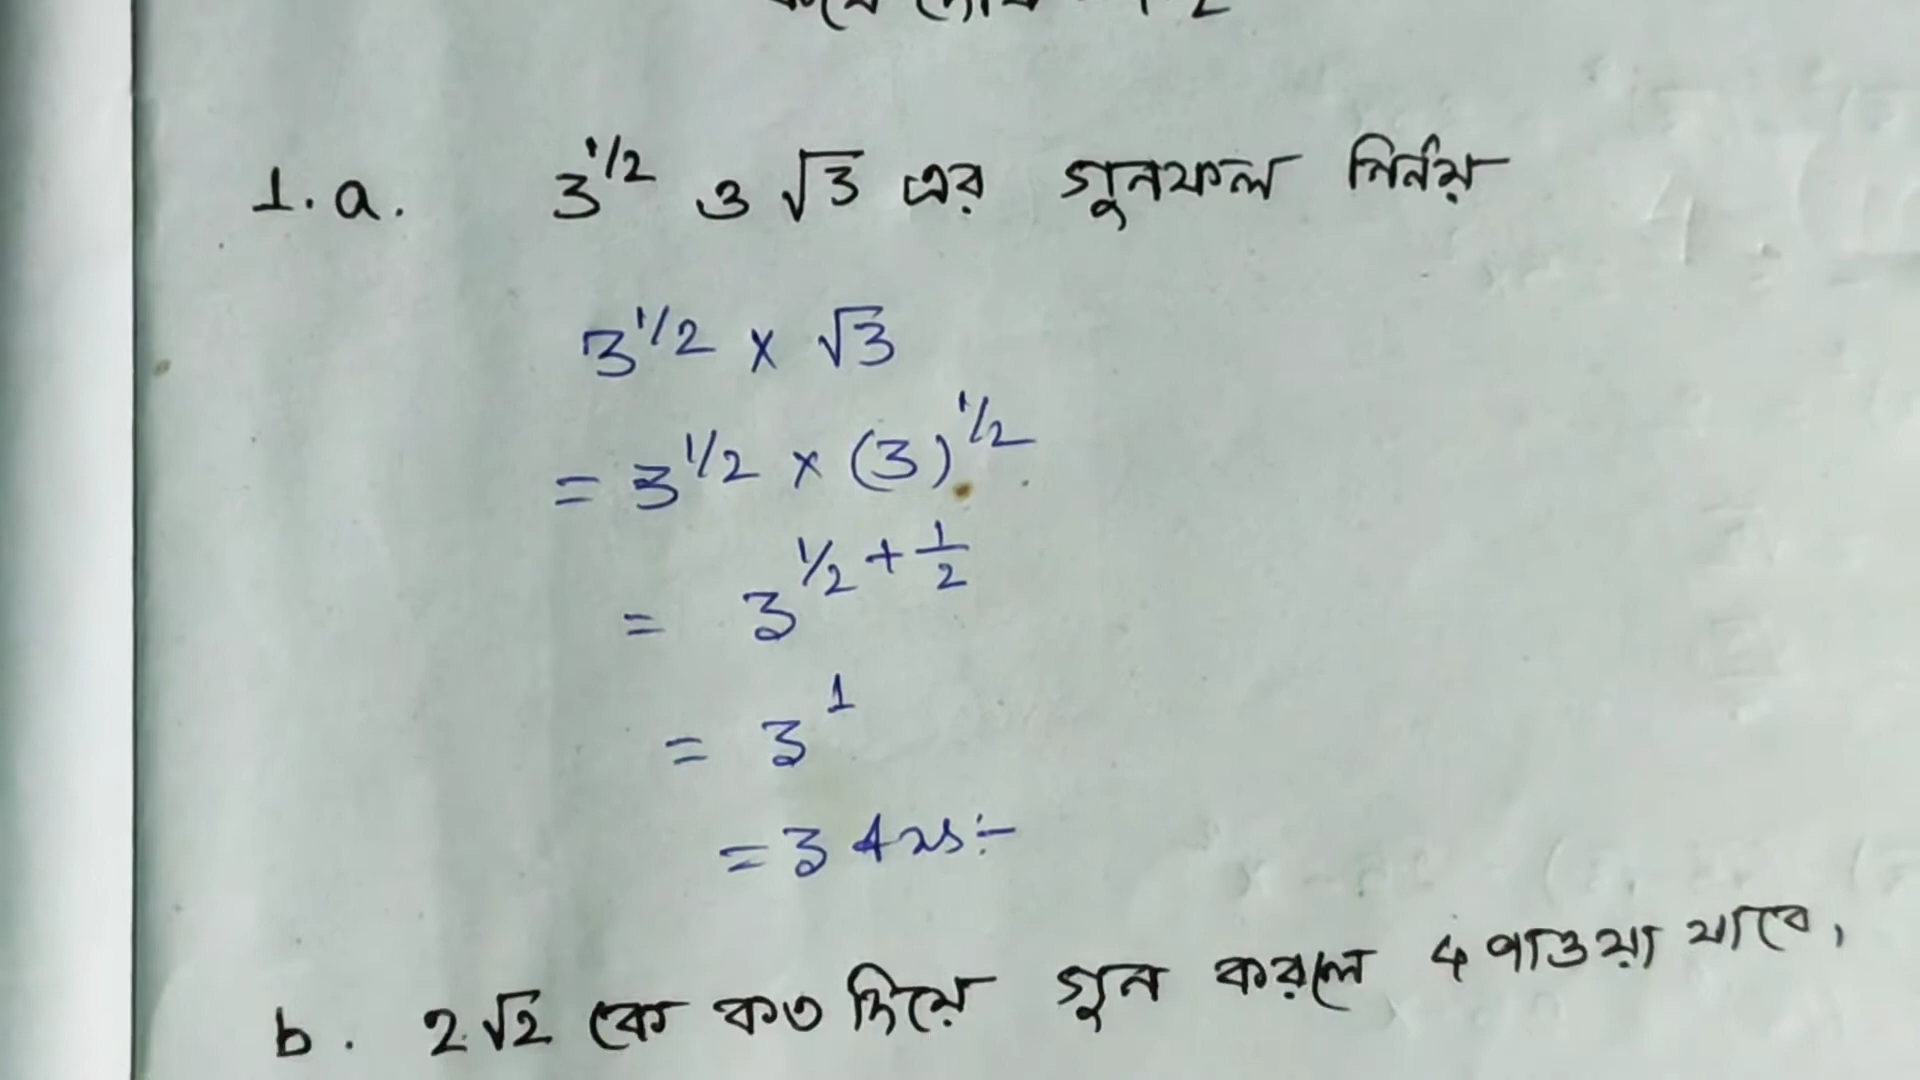 1.a. 3^1/2 ও √3 এর গুনফল নির্নয়
3^1/2 × √3
= 3^1/2 × (3)^1/2
= 3^1/2 + 1/2
= 3^1
= 3 Ans:-
b. 2√2 কে কত দিয়ে গুন করলে 4 পাওয়া যাবে,